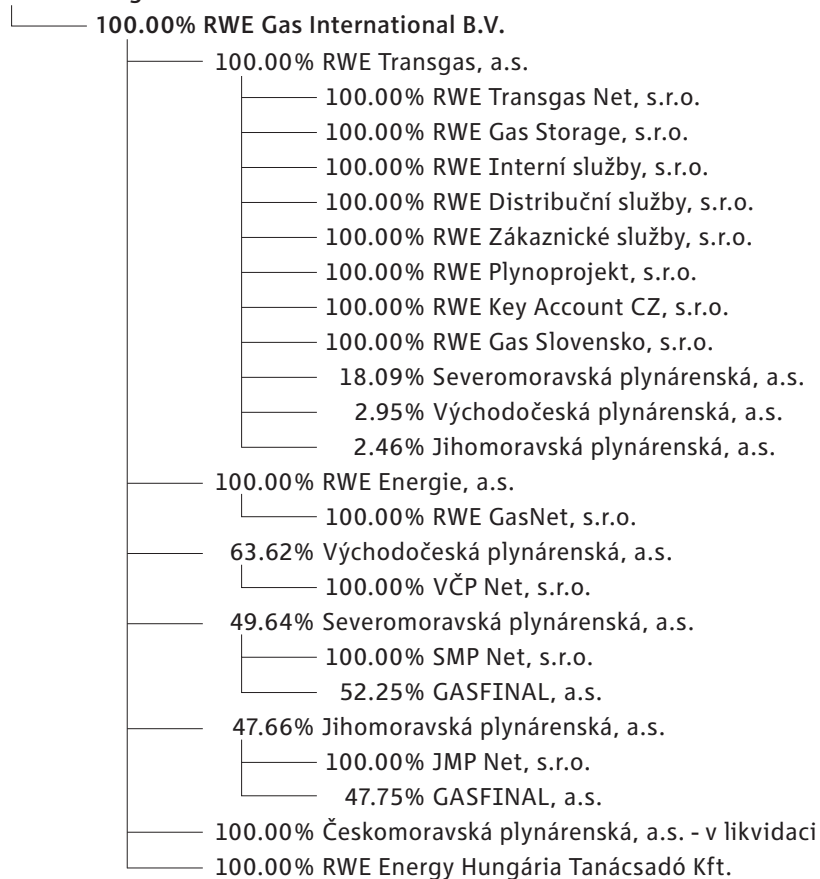 100.00% RWE Gas International B.V.
100.00% RWE Transgas, a.s.
100.00% RWE Transgas Net, s.r.o.
100.00% RWE Gas Storage, s.r.o.
100.00% RWE Interní služby, s.r.o.
100.00% RWE Distribuční služby, s.r.o.
100.00% RWE Zákaznické služby, s.r.o.
100.00% RWE Plynoprojekt, s.r.o.
100.00% RWE Key Account CZ, s.r.o.
100.00% RWE Gas Slovensko, s.r.o.
18.09% Severomoravská plynárenská, a.s.
2.95% Východočeská plynárenská, a.s.
2.46% Jihomoravská plynárenská, a.s.
100.00% RWE Energie, a.s.
100.00% RWE GasNet, s.r.o.
63.62% Východočeská plynárenská, a.s.
100.00% VČP Net, s.r.o.
49.64% Severomoravská plynárenská, a.s.
100.00% SMP Net, s.r.o.
52.25% GASFINAL, a.s.
47.66% Jihomoravská plynárenská, a.s.
100.00% JMP Net, s.r.o.
47.75% GASFINAL, a.s.
100.00% Českomoravská plynárenská, a.s. - v likvidaci
100.00% RWE Energy Hungária Tanácsadó Kft.